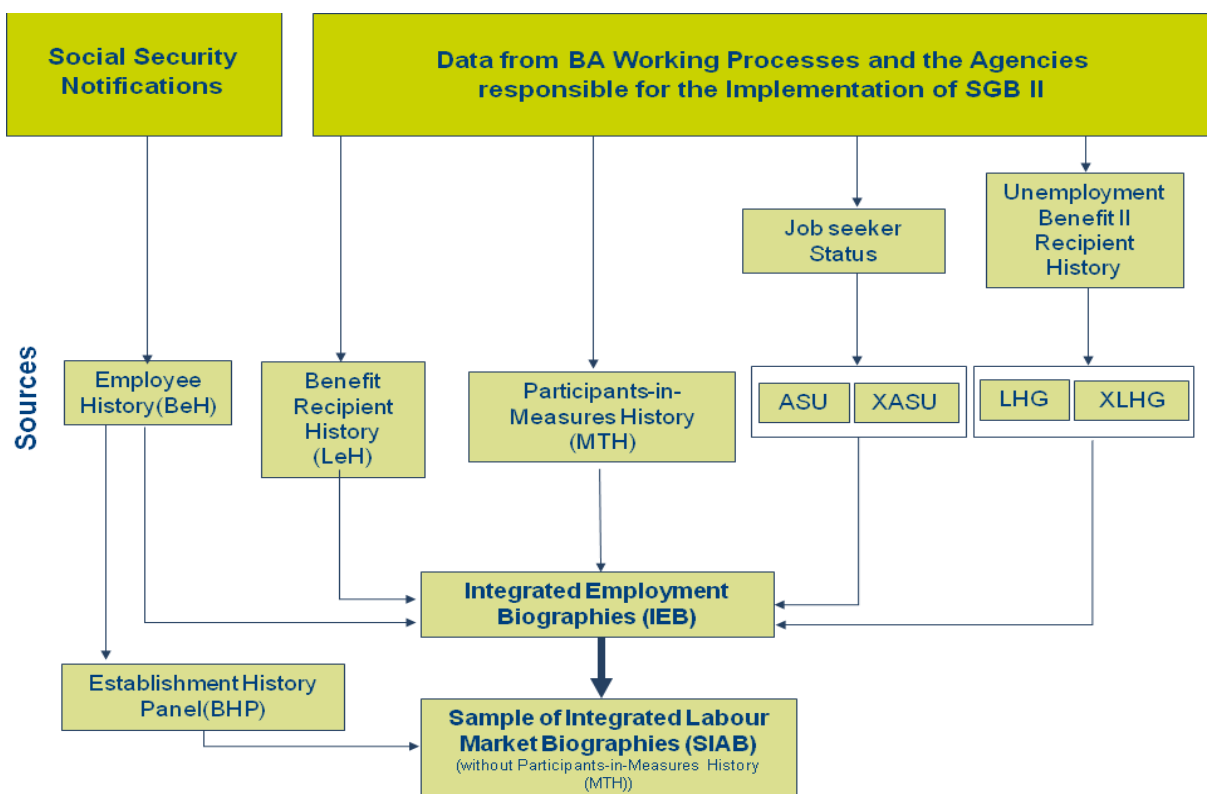 Social Security
Notifications
Data from BA Working Processes and the Agencies
responsible for the Implementation of SGB II
Job seeker
Status
Unemployment
Benefit II
Recipient
History
Sources
Employee
History(BeH)
Benefit
Recipient
History
(LeH)
Participants-in-
Measures History
(MTH)
ASU
XASU
LHG
XLHG
Integrated Employment
Biographies (IEB)
Establishment History
Panel(BHP)
Sample of Integrated Labour
Market Biographies (SIAB)
(without Participants-in-Measures History
(MTH))